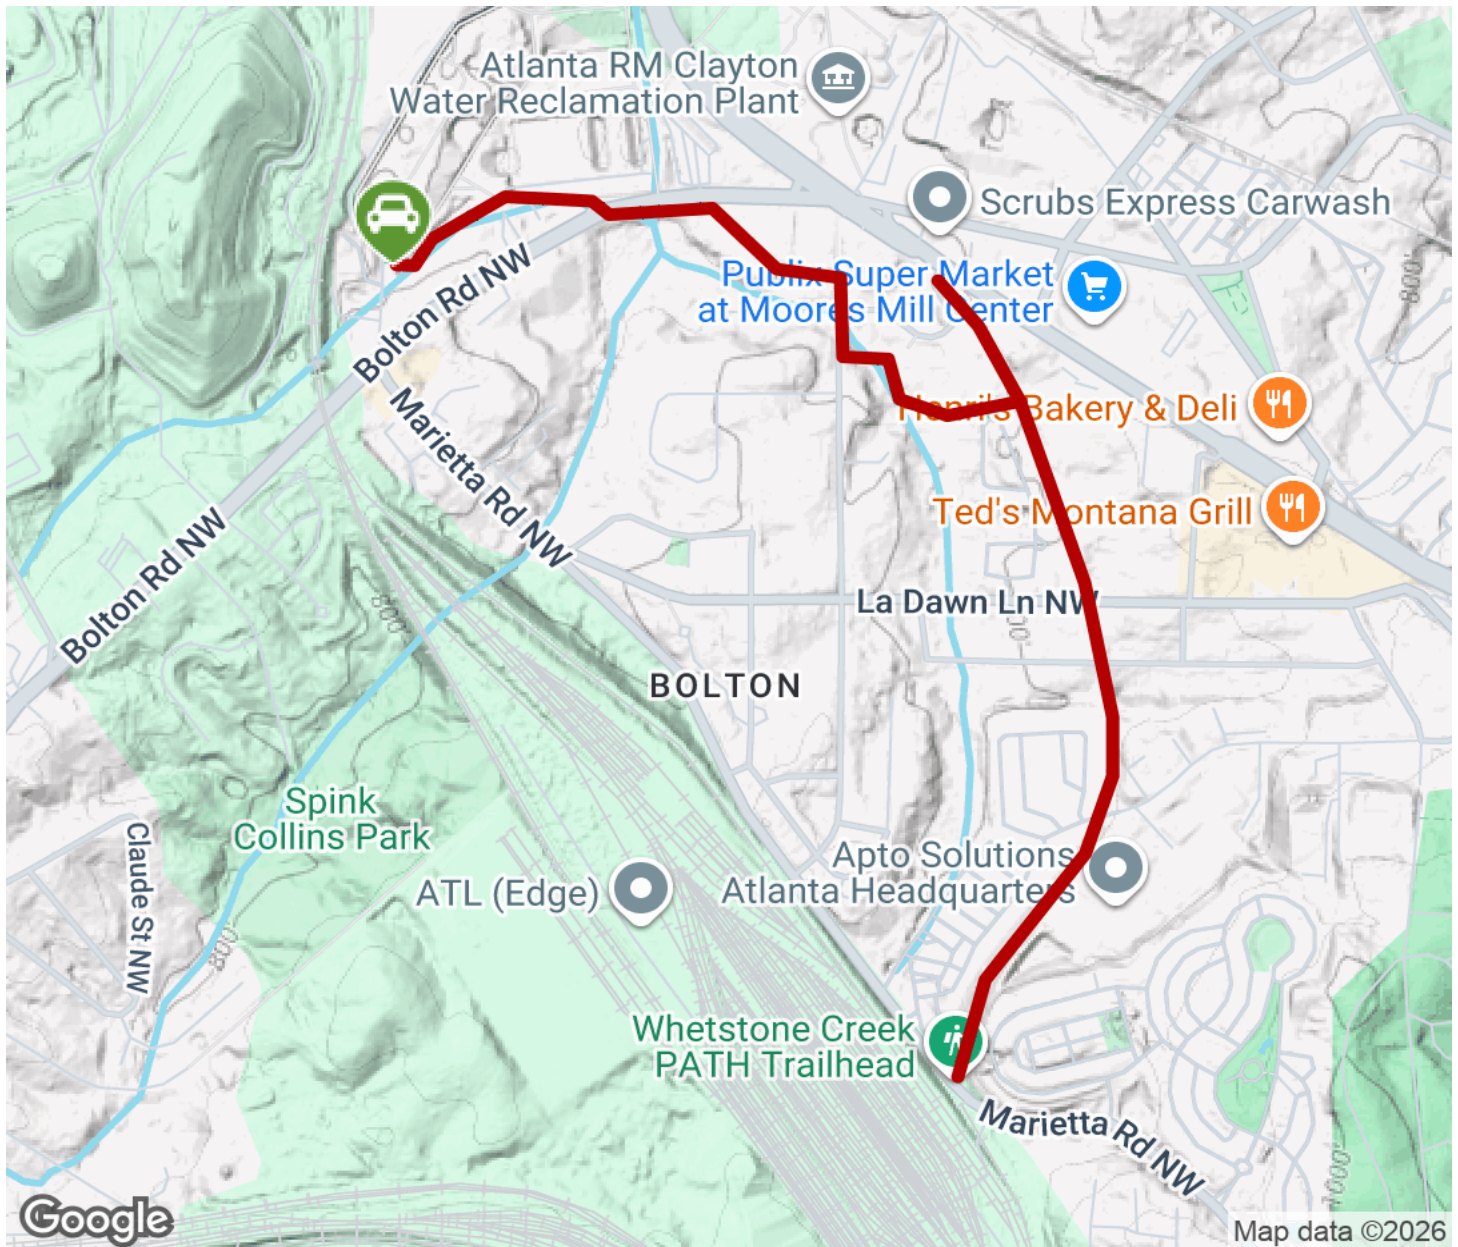 Atlanta RM Clayton
Water Reclamation Plant
Scrubs Express Carwash
Publix Super Market
at Moores Mill Center
800'
Bolton Rd NW
Henri's Bakery & Deli
Marietta Rd NW
Ted's Montana Grill
Bolton Rd NW
800'
La Dawn Ln NW
BOLTON
Spink
Collins Park
Claude St NW
Apto Solutions
Atlanta Headquarters
ATL (Edge)
800'
Whetstone Creek
PATH Trailhead
Marietta Rd NW
1000'
Google
Map data ©2026